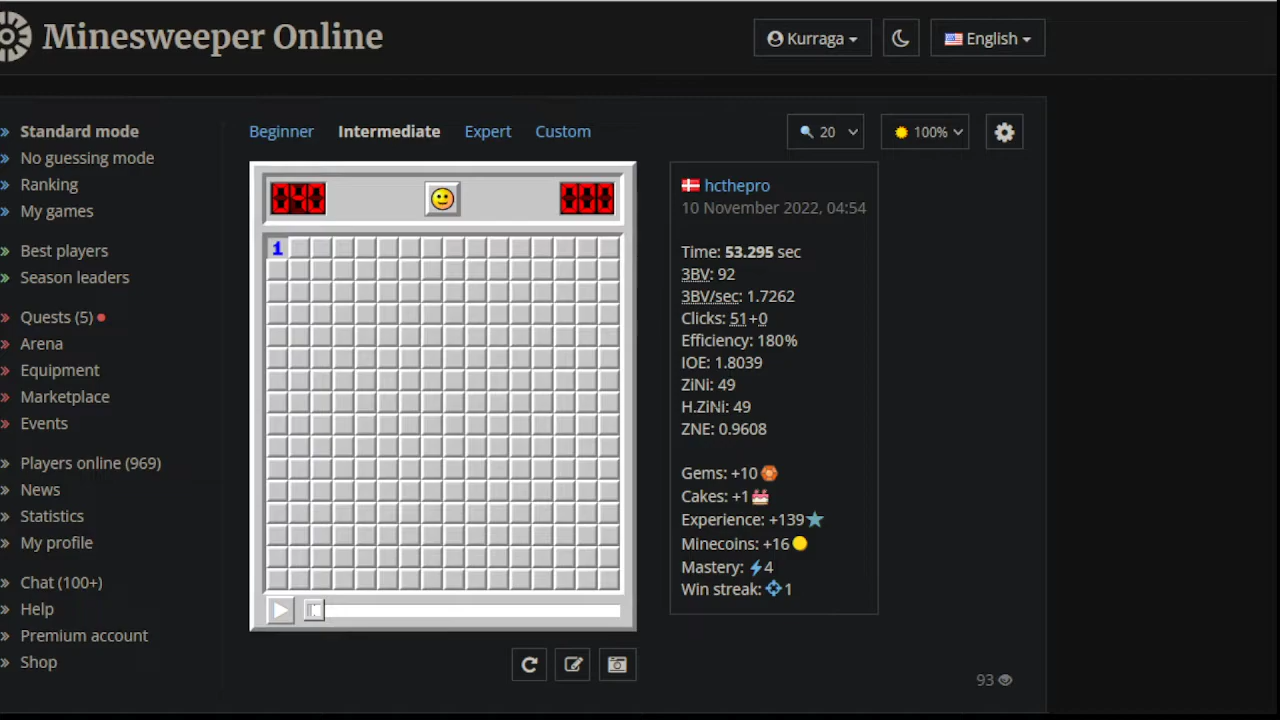 Minesweeper Online
Kurraga
English
Standard mode
No guessing mode
Ranking
My games
Best players
Season leaders
Quests (5)
Arena
Equipment
Marketplace
Events
Players online (969)
News
Statistics
My profile
Chat (100+)
Help
Premium account
Shop
Beginner Intermediate Expert Custom
20
100%
040
000
1
hcthepro
10 November 2022, 04:54
Time: 53.295 sec
3BV: 92
3BV/sec: 1.7262
Clicks: 51+0
Efficiency: 180%
IOE: 1.8039
ZiNi: 49
H.ZiNi: 49
ZNE: 0.9608
Gems: +10
Cakes: +1
Experience: +139
Minecoins: +16
Mastery: 4
Win streak: 1
93